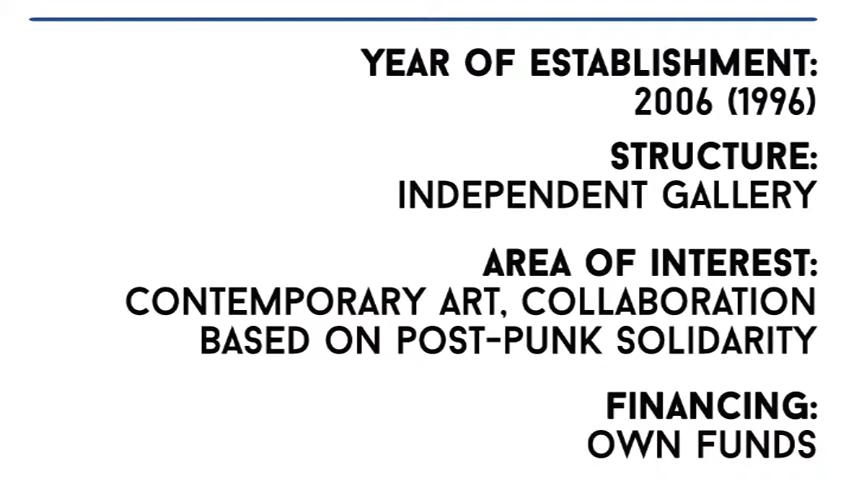 YEAR OF ESTABLISHMENT:
2006 (1996)
STRUCTURE:
INDEPENDENT GALLERY
AREA OF INTEREST:
CONTEMPORARY ART, COLLABORATION
BASED ON POST-PUNK SOLIDARITY
FINANCING:
OWN FUNDS